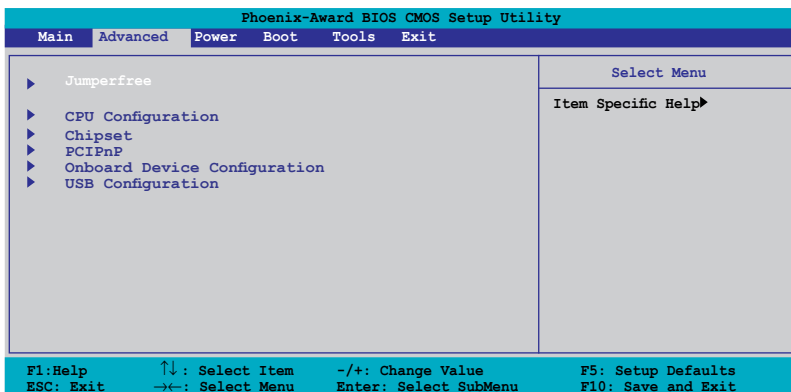 Phoenix-Award BIOS CMOS Setup Utility
Main Advanced Power Boot Tools Exit
Jumperfree
CPU Configuration
Chipset
PCIPnP
Onboard Device Configuration
USB Configuration
Select Menu
Item Specific Help
F1:Help ↑↓: Select Item -/+: Change Value F5: Setup Defaults
ESC: Exit →←: Select Menu Enter: Select SubMenu F10: Save and Exit